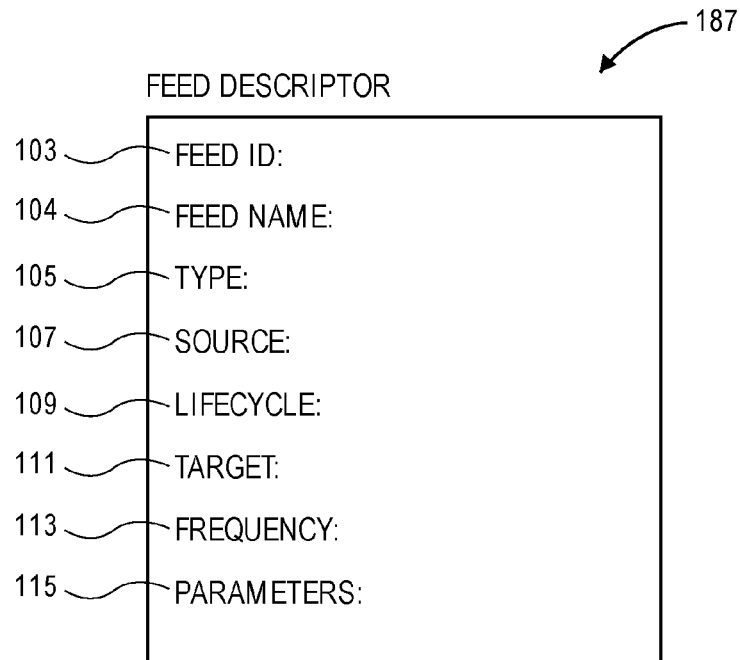 187
FEED DESCRIPTOR
103 FEED ID:
104 FEED NAME:
105 TYPE:
107 SOURCE:
109 LIFECYCLE:
111 TARGET:
113 FREQUENCY:
115 PARAMETERS: